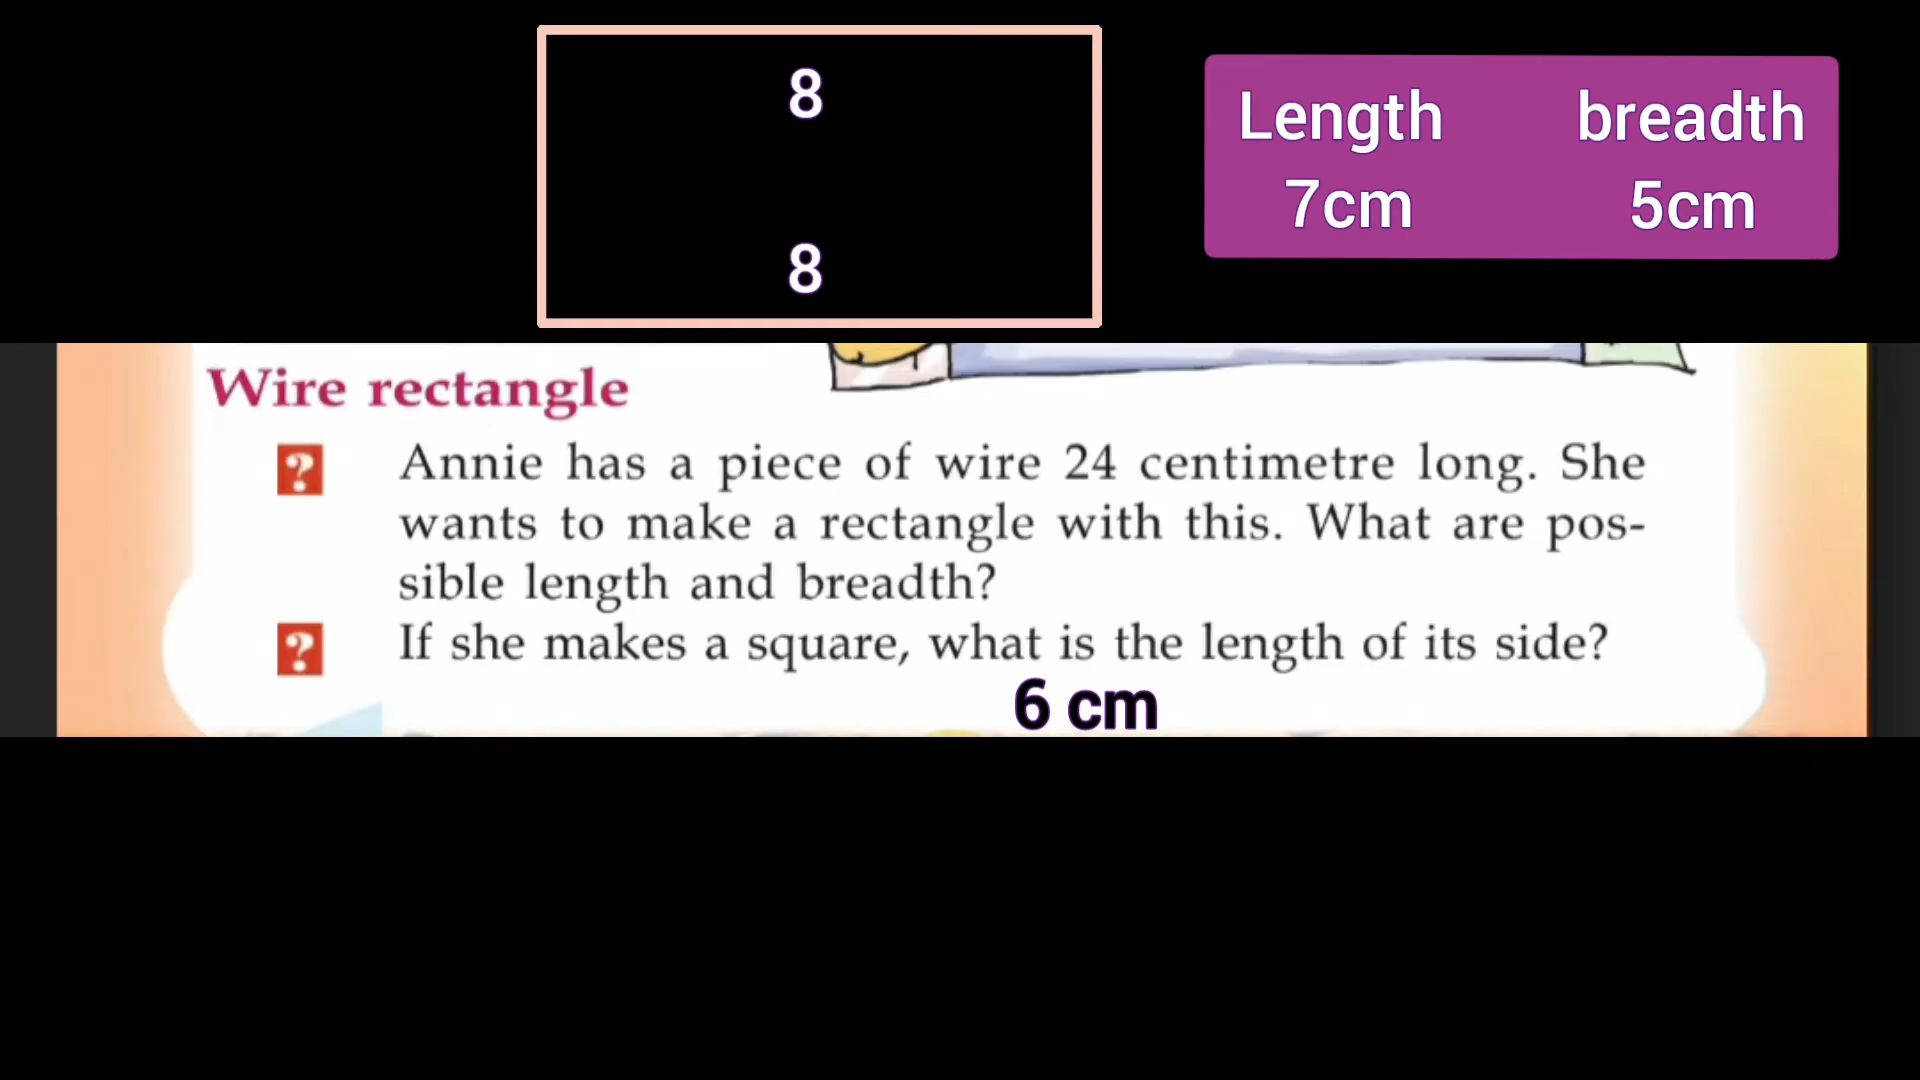 8
8
Length breadth
7cm 5cm
Wire rectangle
? Annie has a piece of wire 24 centimetre long. She
wants to make a rectangle with this. What are pos-
sible length and breadth?
? If she makes a square, what is the length of its side?
6 cm